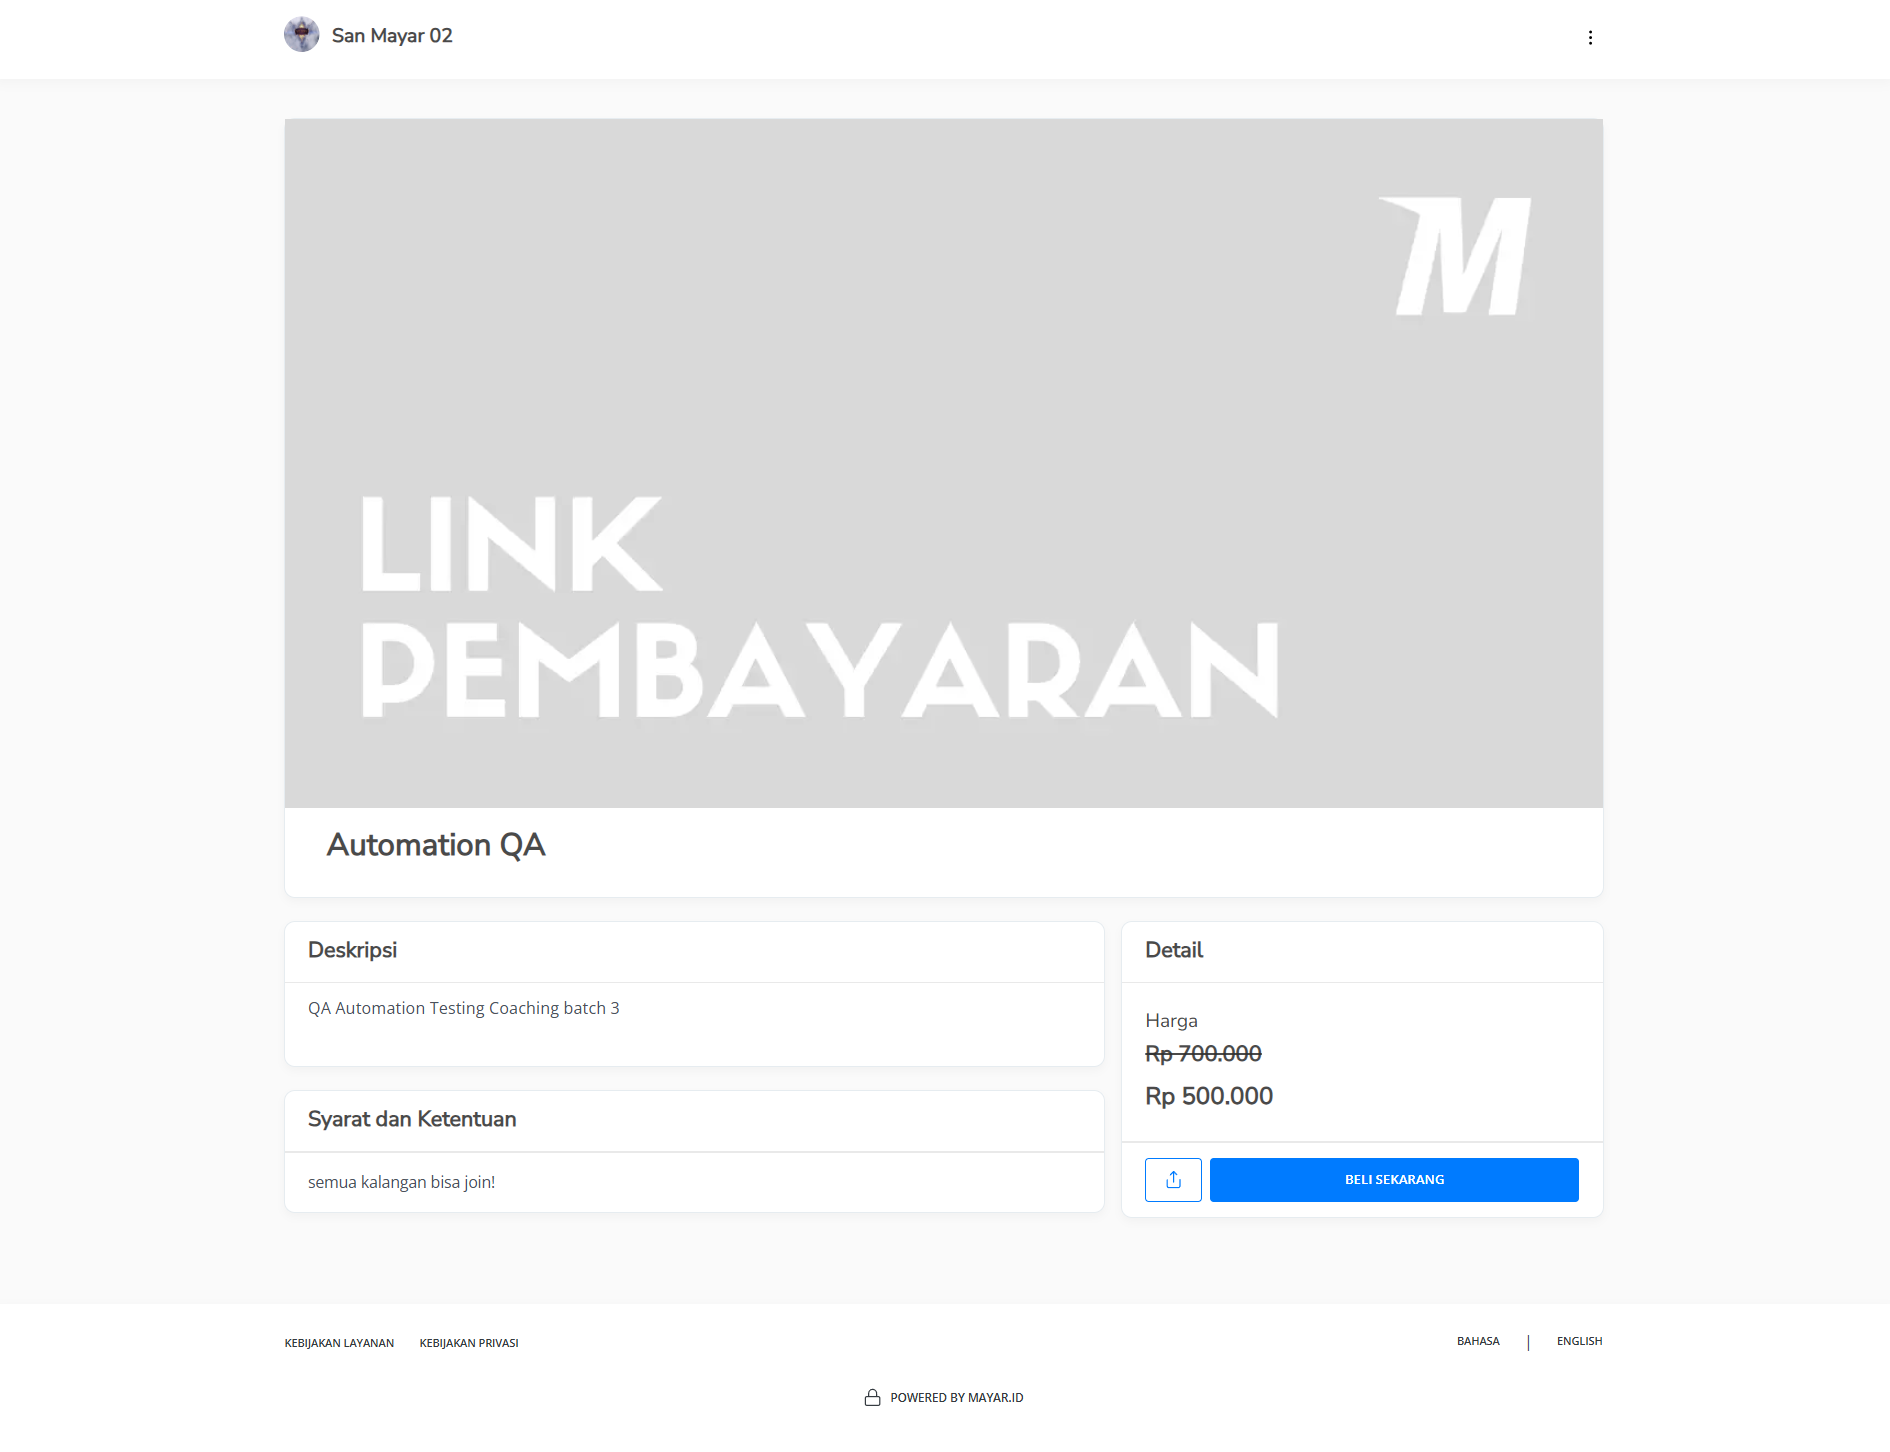 San Mayar 02
M
LINK
PEMBAYARAN
Automation QA
Deskripsi
QA Automation Testing Coaching batch 3
Syarat dan Ketentuan
semua kalangan bisa join!
Detail
Harga
Rp 700.000
Rp 500.000
BELI SEKARANG
KEBIJAKAN LAYANAN KEBIJAKAN PRIVASI
BAHASA | ENGLISH
POWERED BY MAYAR.ID